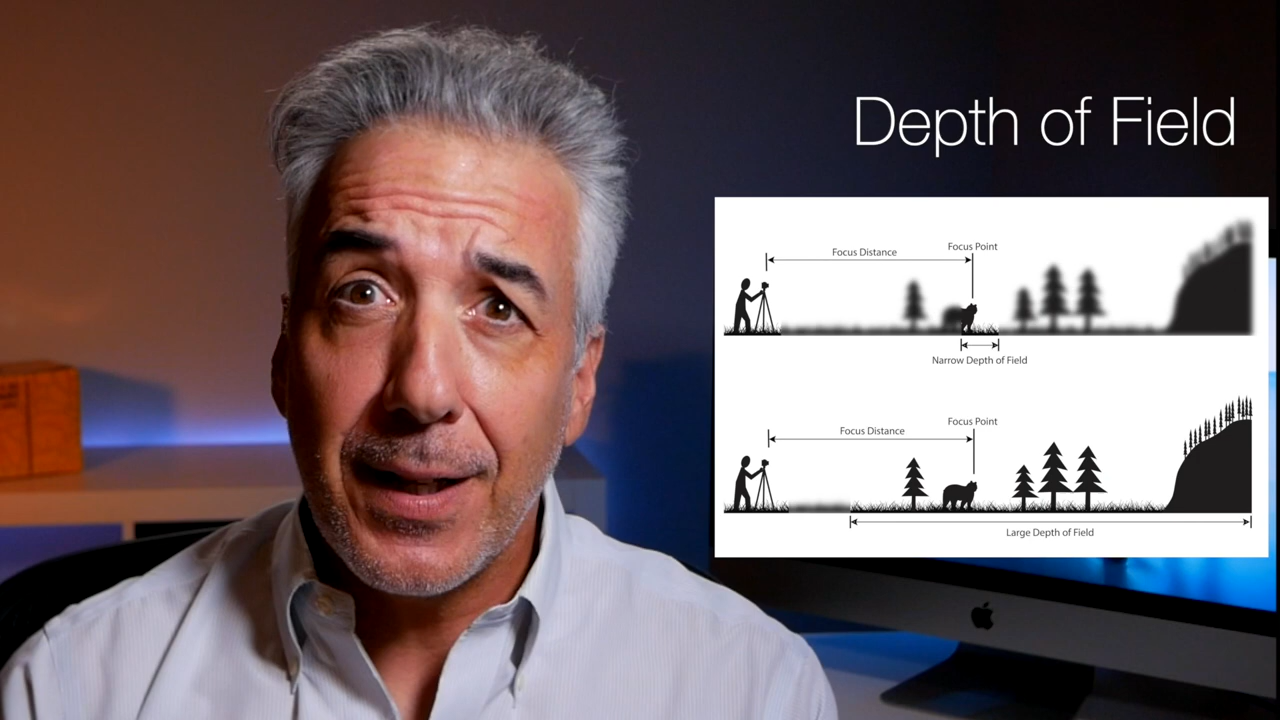 Depth of Field
Focus Distance
Focus Point
Narrow Depth of Field
Focus Distance
Focus Point
Large Depth of Field